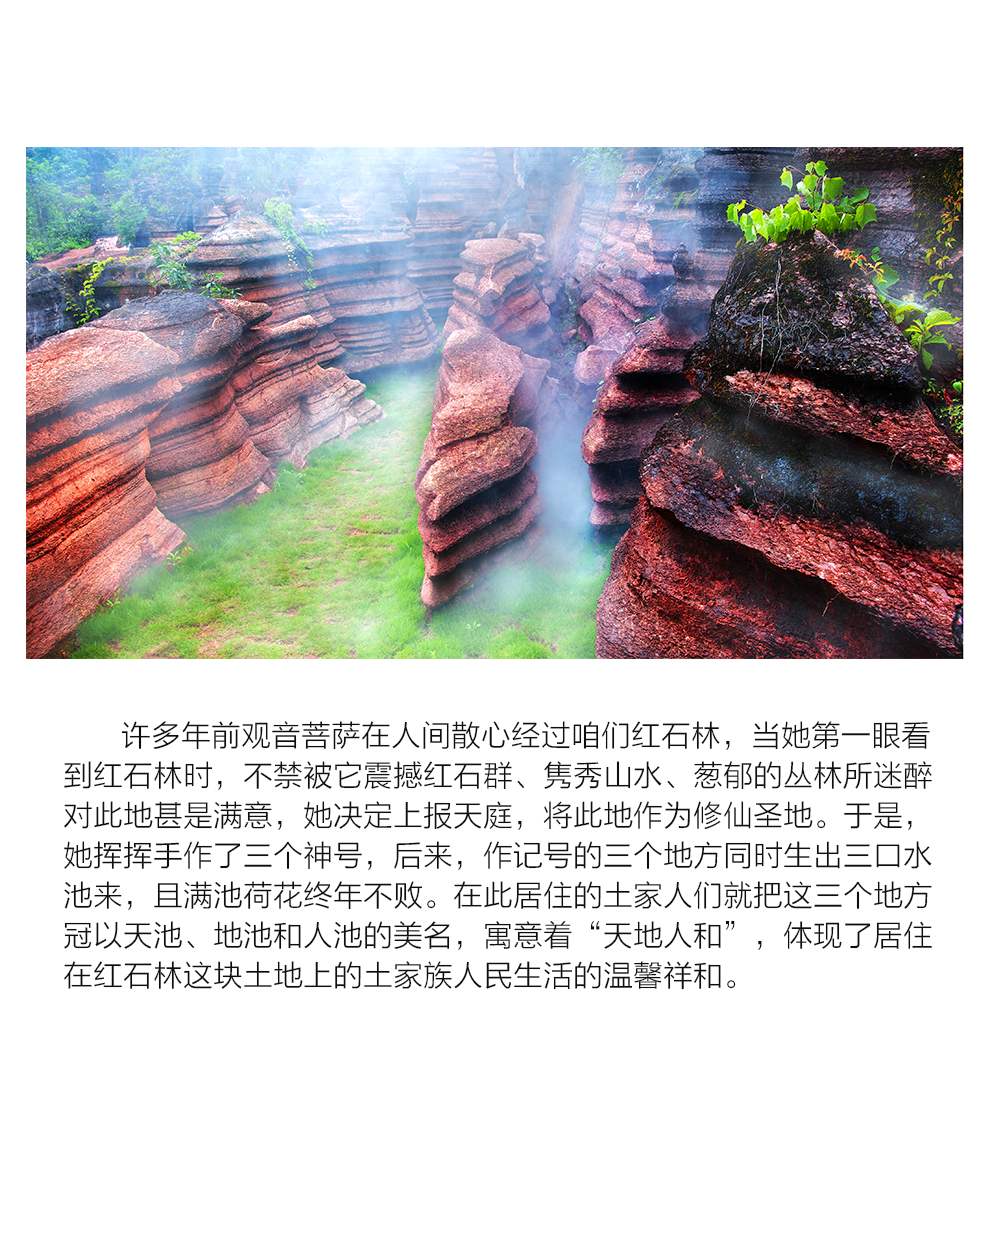 许多年前观音菩萨在人间散心经过咱们红石林，当她第一眼看
到红石林时，不禁被它震撼红石群、隽秀山水、葱郁的丛林所迷醉
对此地甚是满意，她决定上报天庭，将此地作为修仙圣地。于是，
她挥挥手作了三个神号，后来，作记号的三个地方同时生出三口水
池来，且满池荷花终年不败。在此居住的土家人们就把这三个地方
冠以天池、地池和人池的美名，寓意着“天地人和”，体现了居住
在红石林这块土地上的土家族人民生活的温馨祥和。